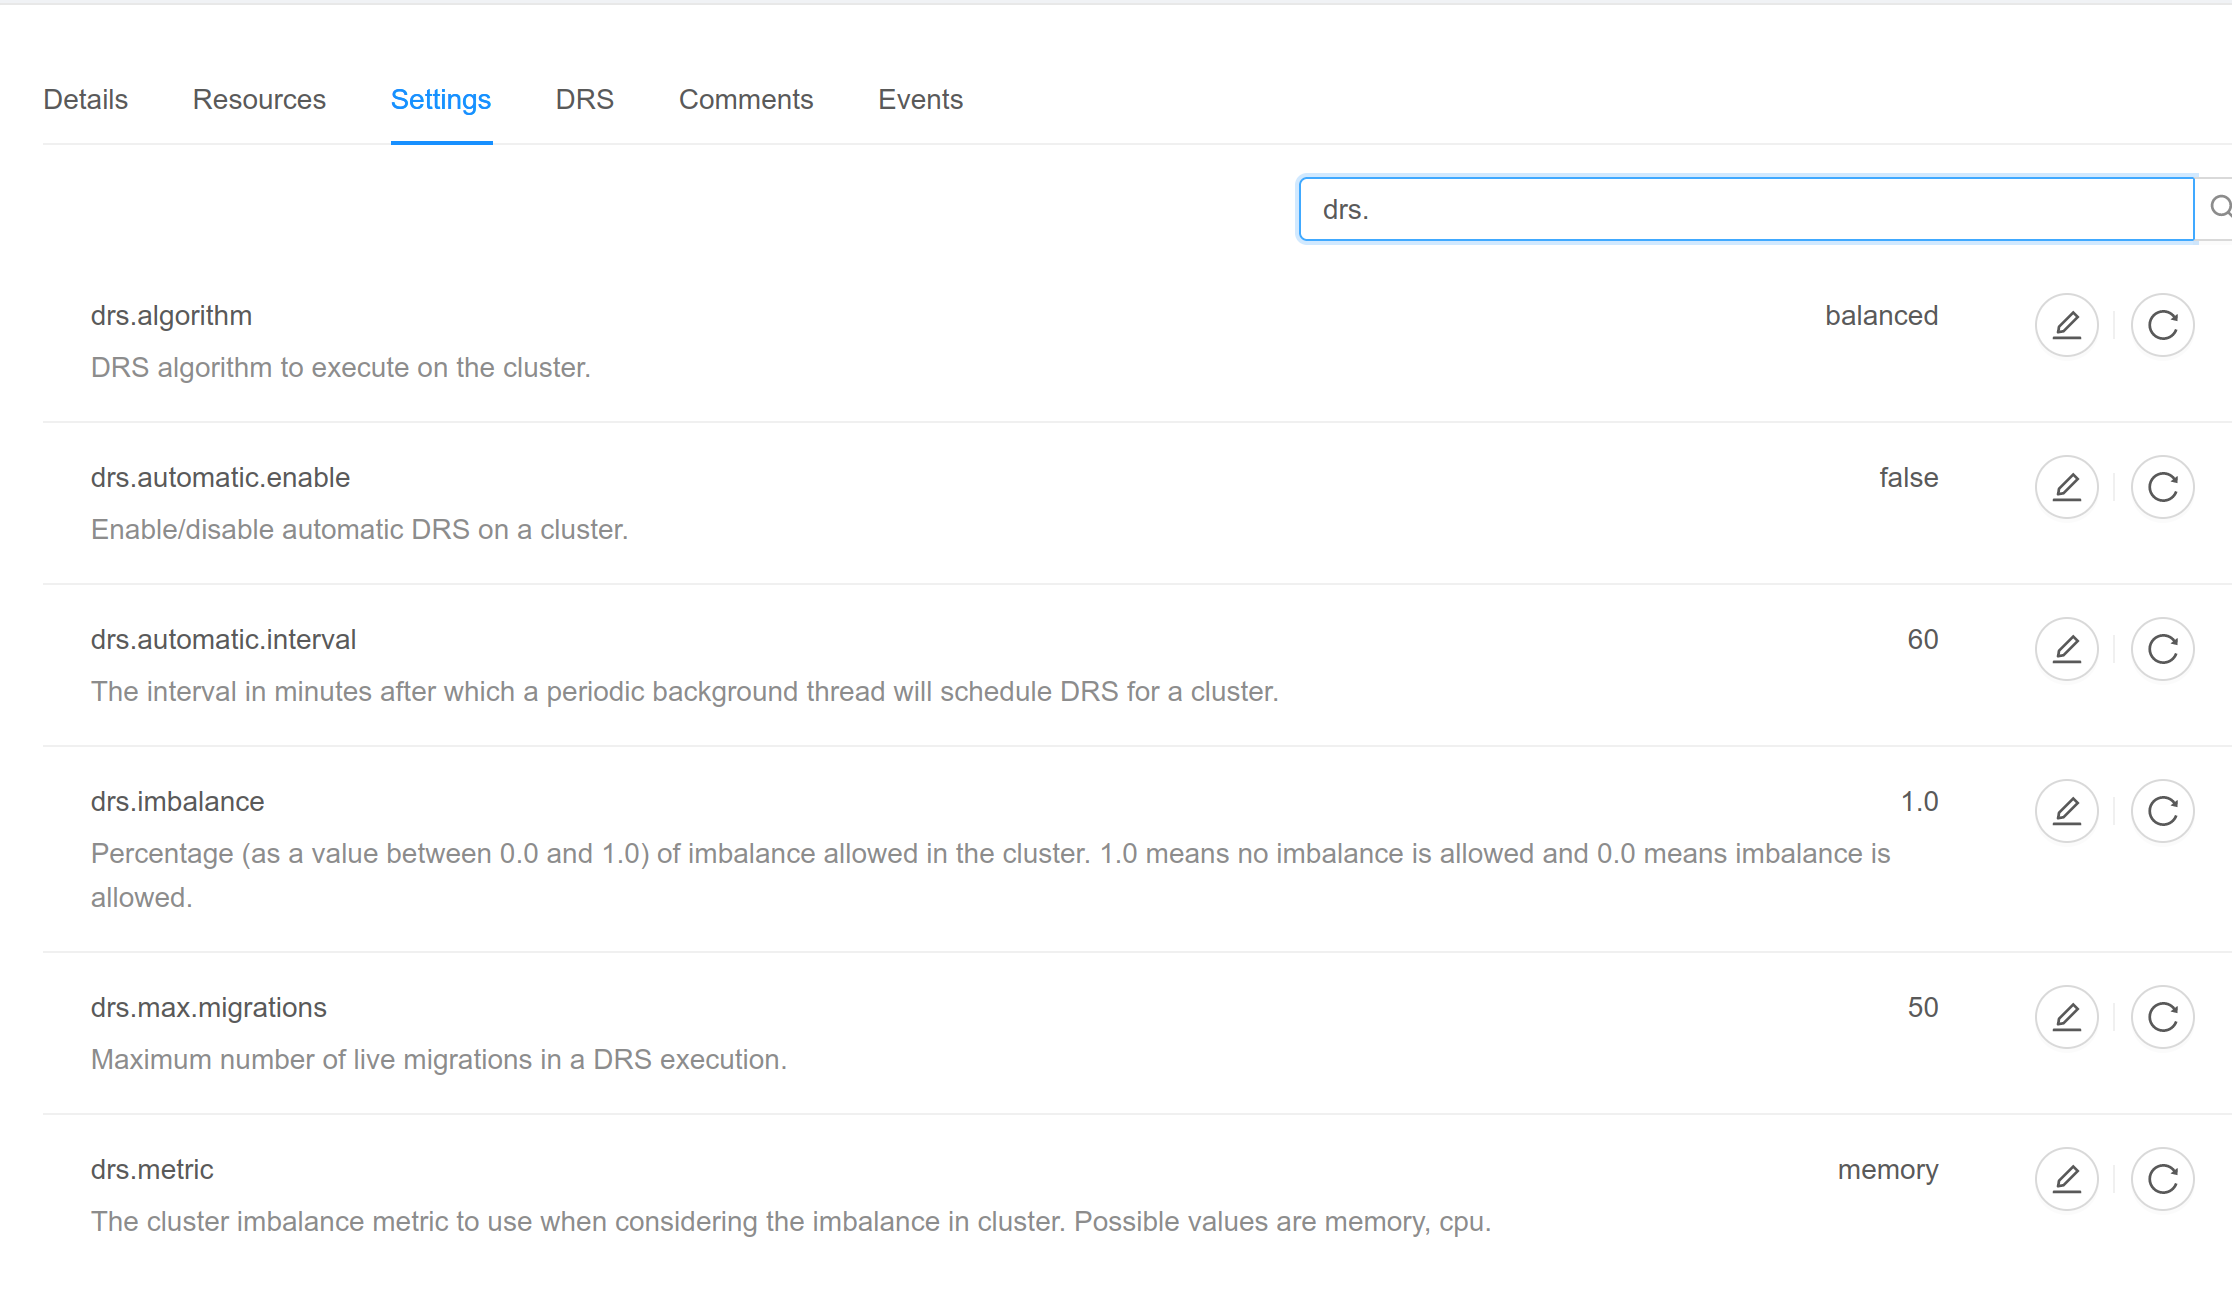 Details Resources Settings DRS Comments Events
drs.
drs.algorithm balanced
DRS algorithm to execute on the cluster.
drs.automatic.enable false
Enable/disable automatic DRS on a cluster.
drs.automatic.interval 60
The interval in minutes after which a periodic background thread will schedule DRS for a cluster.
drs.imbalance 1.0
Percentage (as a value between 0.0 and 1.0) of imbalance allowed in the cluster. 1.0 means no imbalance is allowed and 0.0 means imbalance is
allowed.
drs.max.migrations 50
Maximum number of live migrations in a DRS execution.
drs.metric memory
The cluster imbalance metric to use when considering the imbalance in cluster. Possible values are memory, cpu.